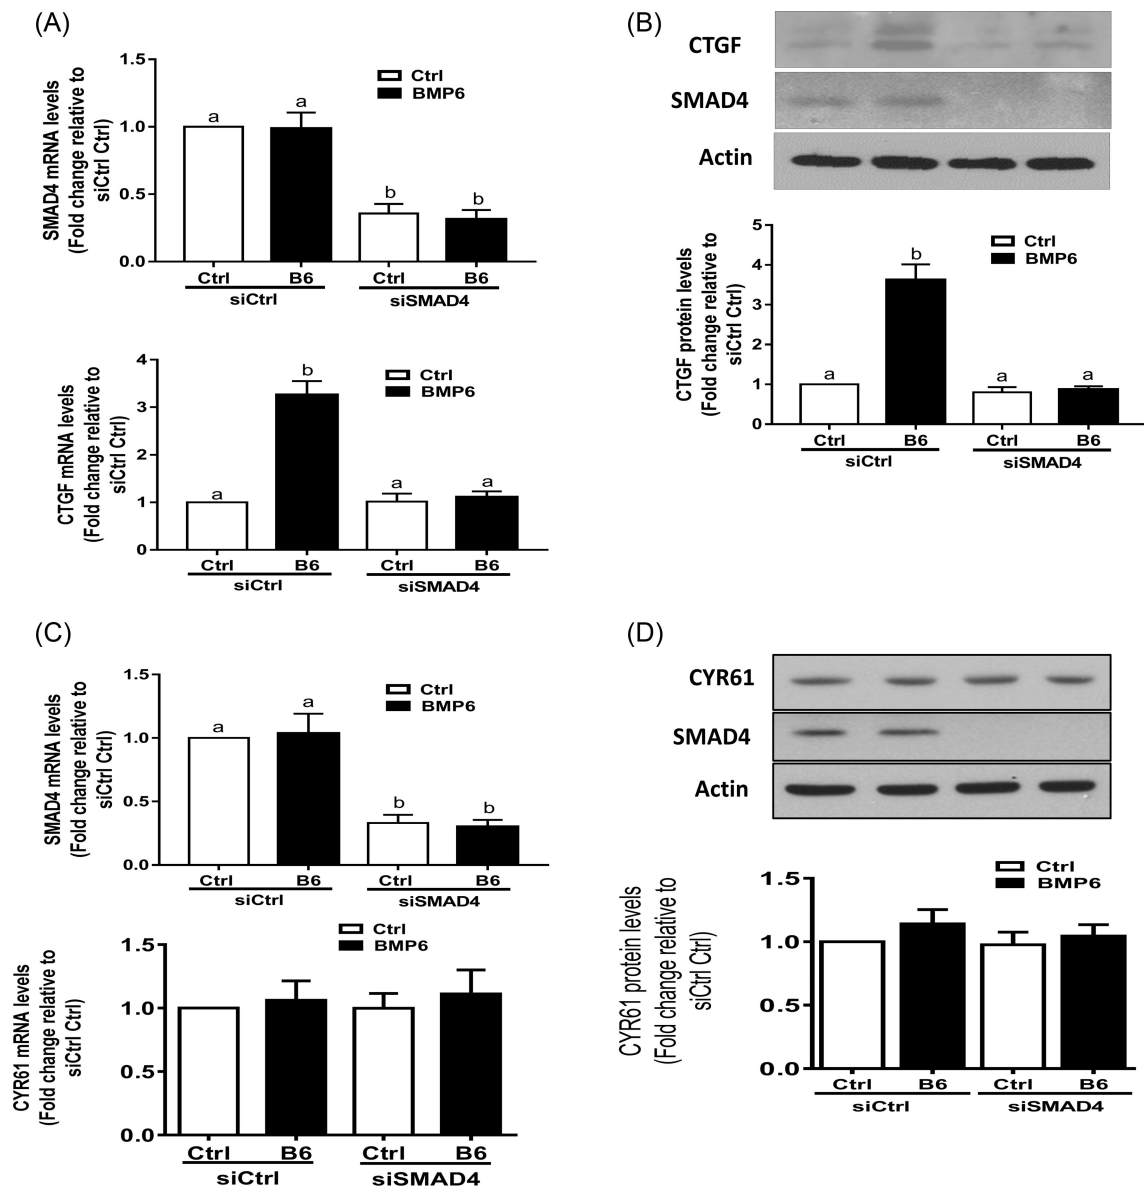 (A)
SMAD4 mRNA levels
(Fold change relative to
siCtrl Ctrl)
1.5
1.0
0.5
0.0
a
a
b
b
Ctrl
BMP6
Ctrl
B6
Ctrl
B6
siCtrl
siSMAD4
CTGF mRNA levels
(Fold change relative to
siCtrl Ctrl)
4
3
2
1
0
a
b
a
a
Ctrl
BMP6
Ctrl
B6
Ctrl
B6
siCtrl
siSMAD4
(B)
CTGF
SMAD4
Actin
CTGF protein levels
(Fold change relative to
siCtrl Ctrl)
5
4
3
2
1
0
a
b
a
a
Ctrl
BMP6
Ctrl
B6
Ctrl
B6
siCtrl
siSMAD4
(C)
SMAD4 mRNA levels
(Fold change relative to
siCtrl Ctrl)
1.5
1.0
0.5
0.0
a
a
b
b
Ctrl
BMP6
Ctrl
B6
Ctrl
B6
siCtrl
siSMAD4
CYR61 mRNA levels
(Fold change relative to
siCtrl Ctrl)
1.5
1.0
0.5
0.0
Ctrl
BMP6
Ctrl
B6
Ctrl
B6
siCtrl
siSMAD4
(D)
CYR61
SMAD4
Actin
CYR61 protein levels
(Fold change relative to
siCtrl Ctrl)
1.5
1.0
0.5
0.0
Ctrl
BMP6
Ctrl
B6
Ctrl
B6
siCtrl
siSMAD4